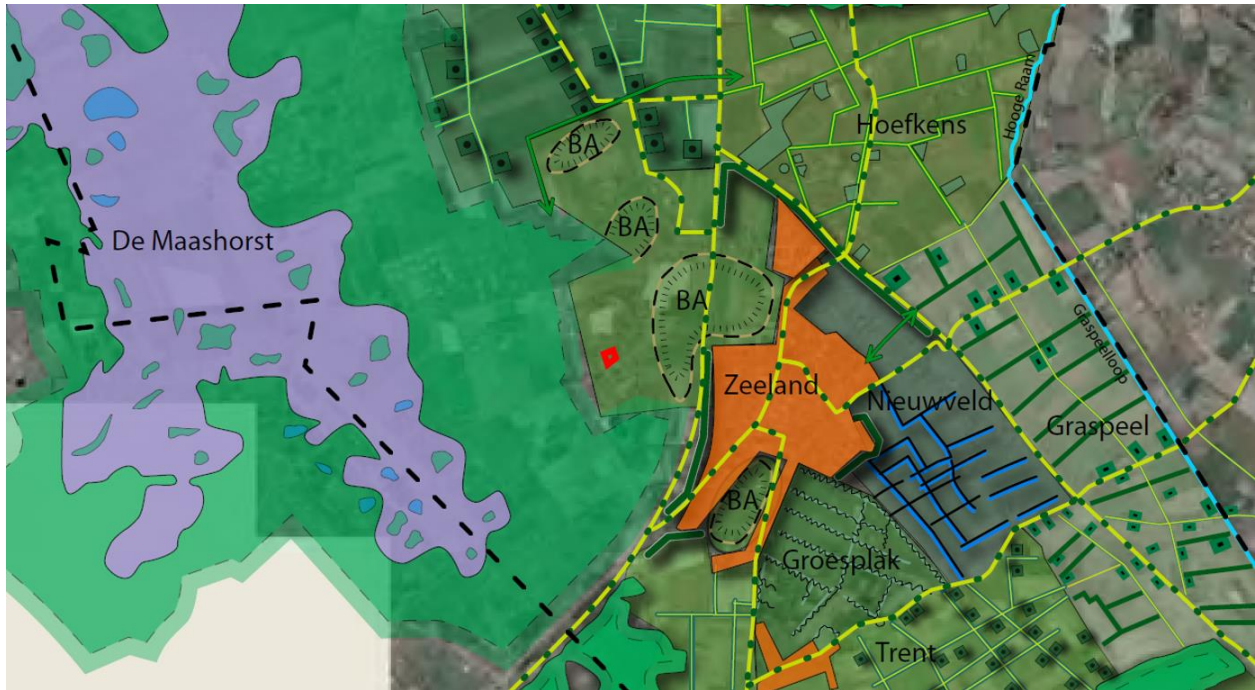 Hooge Raam
Hoefkens
BA
BA
De Maashorst
BA
Graspeelloop
Zeeland
Nieuwveld
Graspeel
BA
Groesplak
Trent